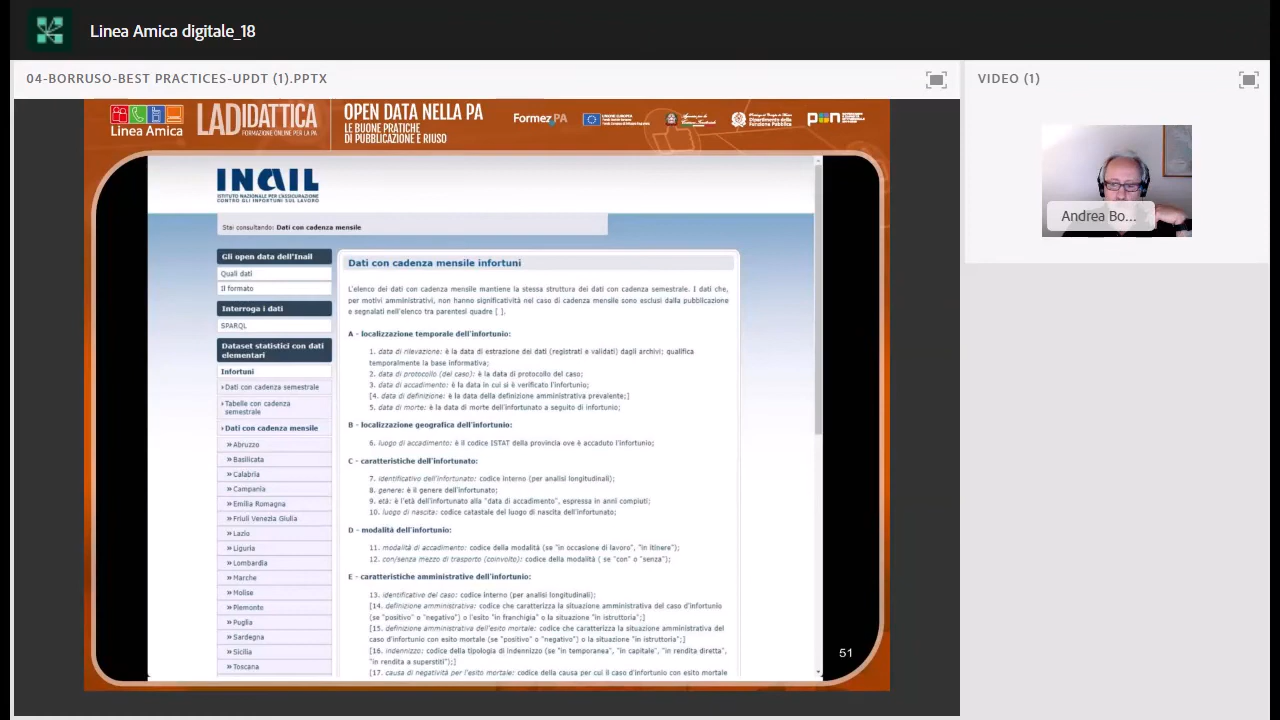 Linea Amica digitale_18
04-BORRUSO-BEST PRACTICES-UPDT (1).PPTX
VIDEO (1)
Linea Amica
LADIDATTICA
FORMAZIONE ONLINE PER LA PA
OPEN DATA NELLA PA
LE BUONE PRATICHE
DI PUBBLICAZIONE E RIUSO
FormezPA
Andrea Bo...
INAIL
ISTITUTO NAZIONALE PER L'ASSICURAZIONE
CONTRO GLI INFORTUNI SUL LAVORO
Stai consultando: Dati con cadenza mensile
Gli open data dell'Inail
Quali dati
Il formato
Interroga i dati
SPARQL
Dataset statistici con dati
elementari
Infortuni
› Dati con cadenza semestrale
› Tabelle con cadenza
semestrale
› Dati con cadenza mensile
» Abruzzo
» Basilicata
» Calabria
» Campania
» Emilia Romagna
» Friuli Venezia Giulia
» Lazio
» Liguria
» Lombardia
» Marche
» Molise
» Piemonte
» Puglia
» Sardegna
» Sicilia
» Toscana
Dati con cadenza mensile infortuni
L'elenco dei dati con cadenza mensile mantiene la stessa struttura dei dati con cadenza semestrale. I dati che,
per motivi amministrativi, non hanno significatività nel caso di cadenza mensile sono esclusi dalla pubblicazione
e segnalati nell'elenco tra parentesi quadre [ ].
A - localizzazione temporale dell'infortunio:
1. data di rilevazione: è la data di estrazione dei dati (registrati e validati) dagli archivi; qualifica
temporalmente la base informativa;
2. data di protocollo (del caso): è la data di protocollo del caso;
3. data di accadimento: è la data in cui si è verificato l'infortunio;
[4. data di definizione: è la data della definizione amministrativa prevalente;]
5. data di morte: è la data di morte dell'infortunato a seguito di infortunio;
B - localizzazione geografica dell'infortunio:
6. luogo di accadimento: è il codice ISTAT della provincia ove è accaduto l'infortunio;
C - caratteristiche dell'infortunato:
7. identificativo dell'infortunato: codice interno (per analisi longitudinali);
8. genere: è il genere dell'infortunato;
9. età: è l'età dell'infortunato alla "data di accadimento", espressa in anni compiuti;
10. luogo di nascita: codice catastale del luogo di nascita dell'infortunato;
D - modalità dell'infortunio:
11. modalità di accadimento: codice della modalità (se "in occasione di lavoro", "in itinere");
12. con/senza mezzo di trasporto (coinvolto): codice della modalità ( se "con" o "senza");
E - caratteristiche amministrative dell'infortunio:
13. identificativo del caso: codice interno (per analisi longitudinali);
[14. definizione amministrativa: codice che caratterizza la situazione amministrativa del caso d'infortunio
(se "positivo" o "negativo") o l'esito "in franchigia" o la situazione "in istruttoria";]
[15. definizione amministrativa dell'esito mortale: codice che caratterizza la situazione amministrativa del
caso d'infortunio con esito mortale (se "positivo" o "negativo") o la situazione "in istruttoria";]
[16. indennizzo: codice della tipologia di indennizzo (se "in temporanea", "in capitale", "in rendita diretta",
"in rendita a superstiti");]
[17. causa di negatività per l'esito mortale: codice della causa per cui il caso d'infortunio con esito mortale
51